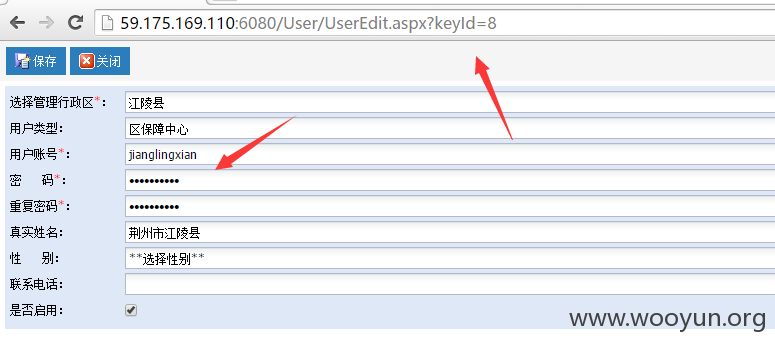 59.175.169.110:6080/User/UserEdit.aspx?keyId=8
保存 关闭
选择管理行政区*： 江陵县
用户类型： 区保障中心
用户账号*： jianglingxian
密 码*： ••••••••••
重复密码*： ••••••••••
真实姓名： 荆州市江陵县
性 别： **选择性别**
联系电话：
是否启用：
www.wooyun.org